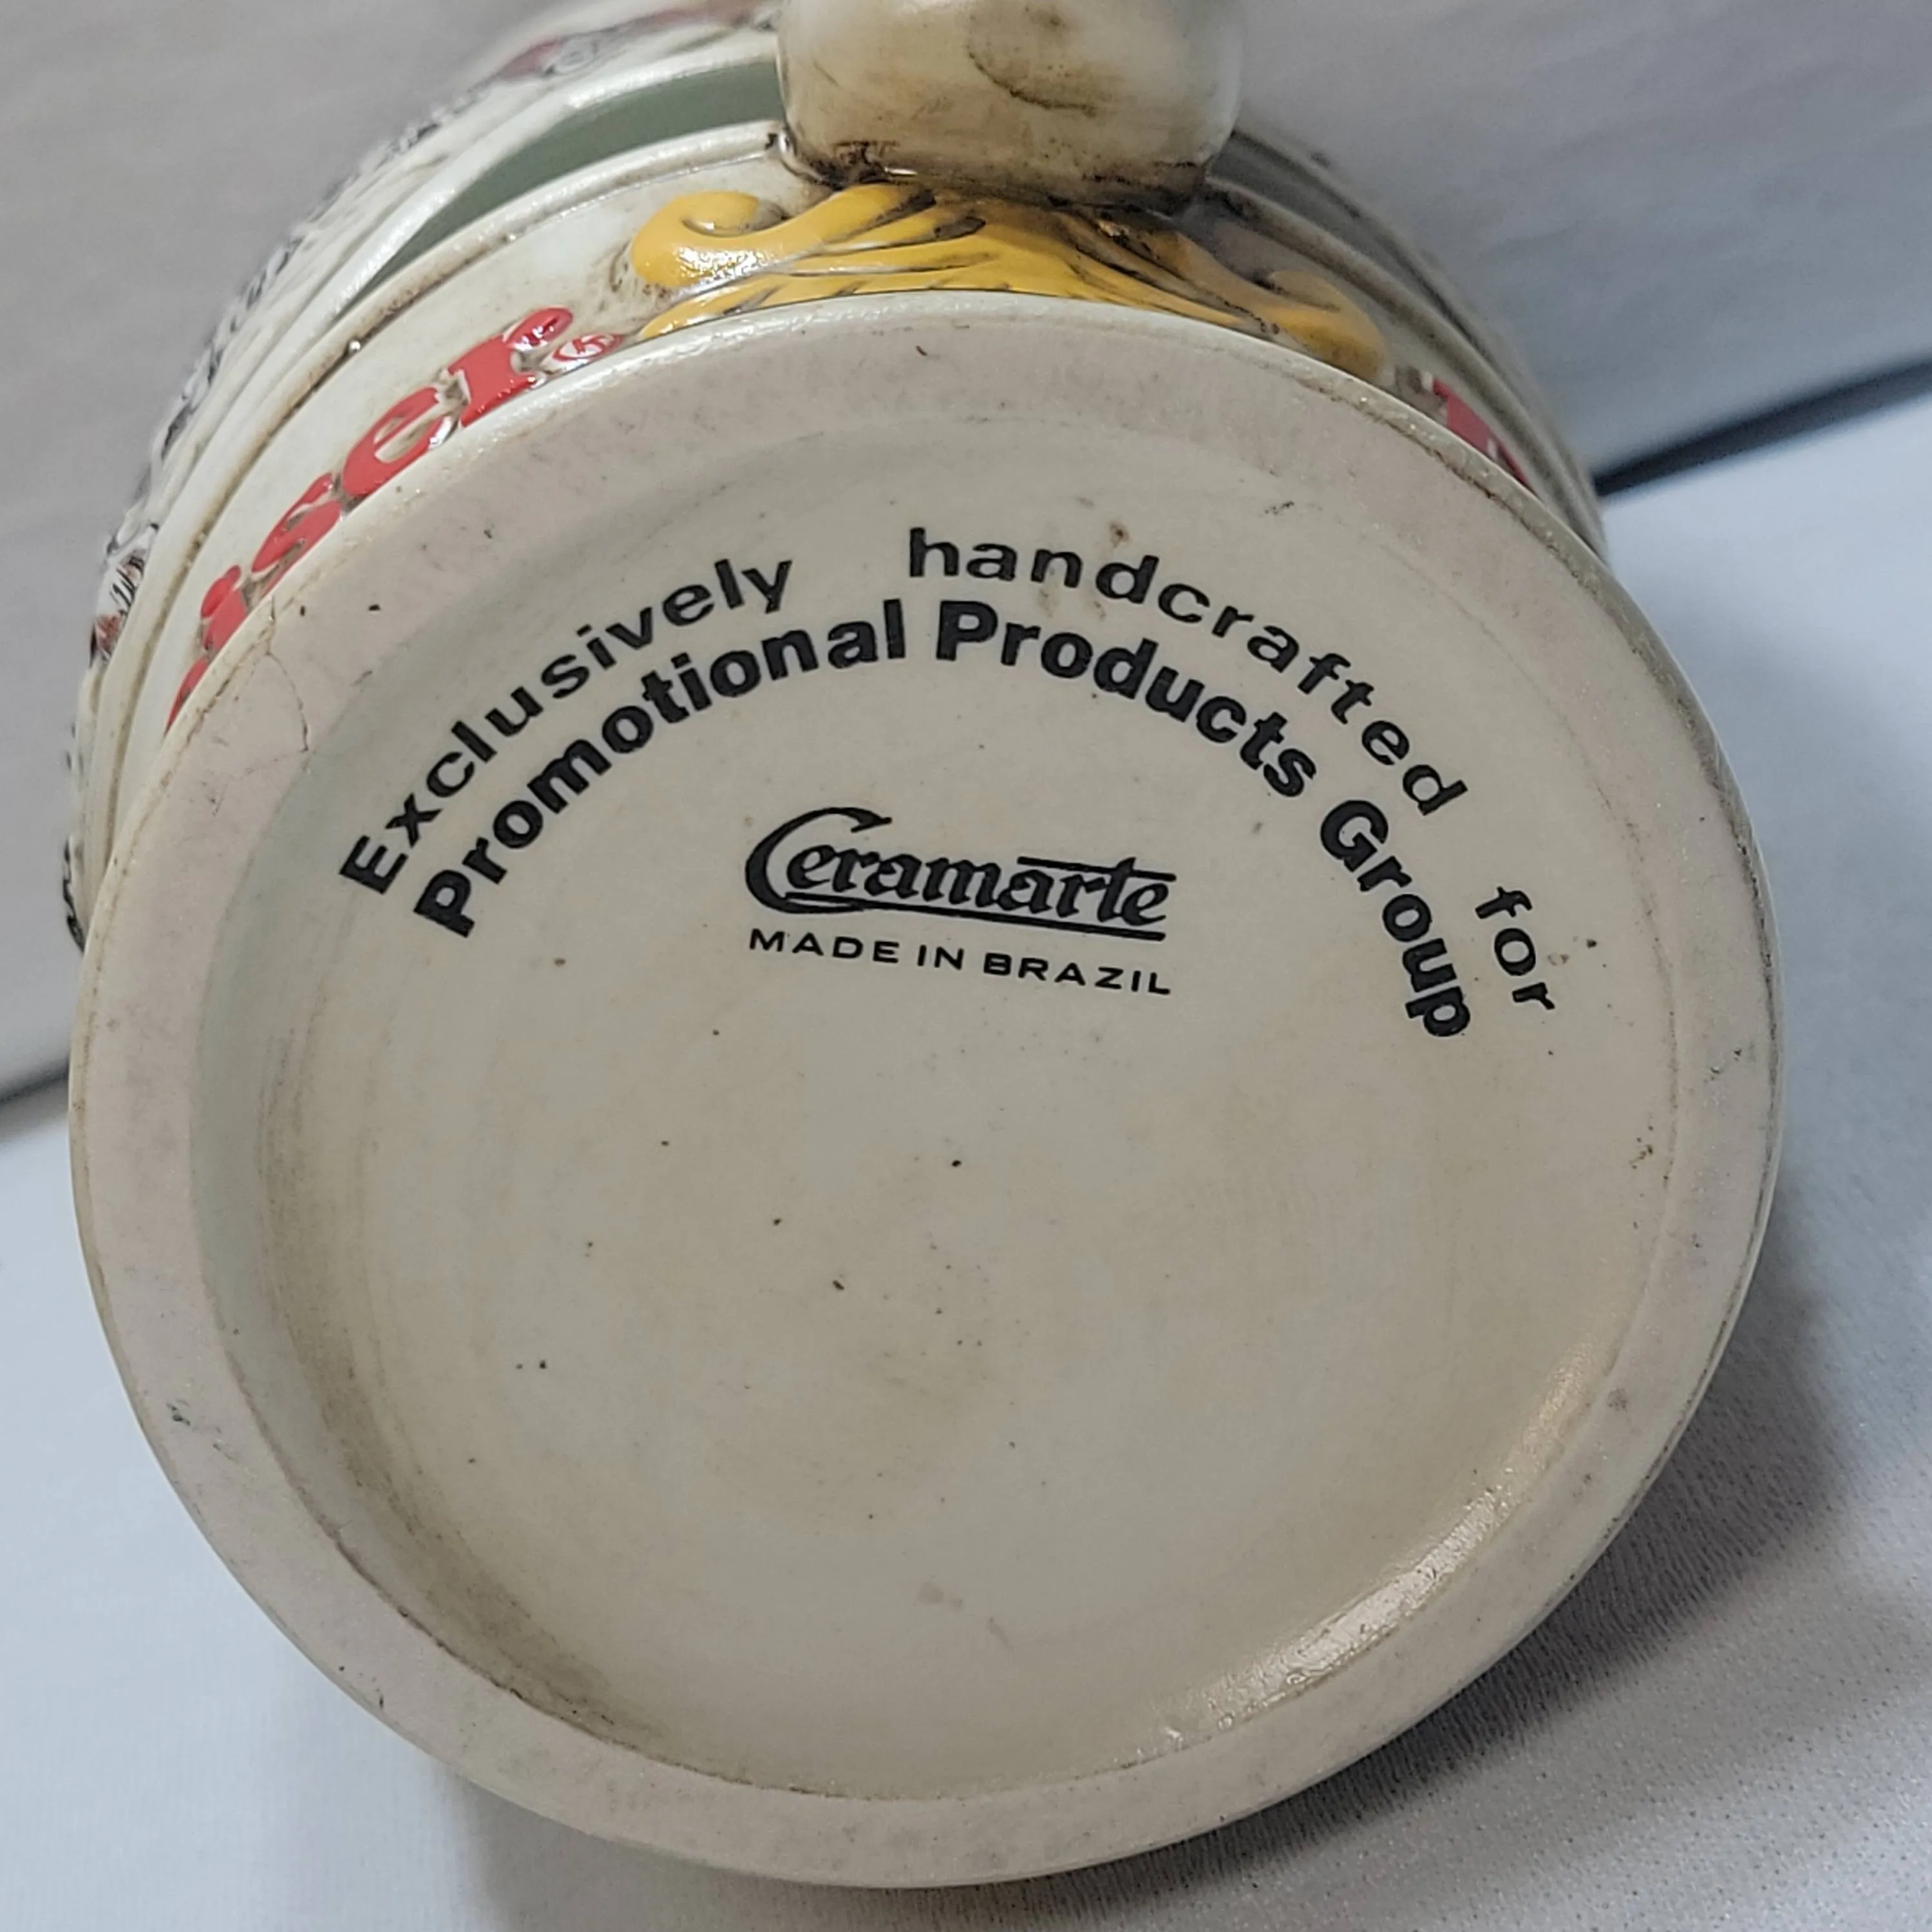 iser®
Exclusively handcrafted for
Promotional Products Group
Ceramarte
MADE IN BRAZIL